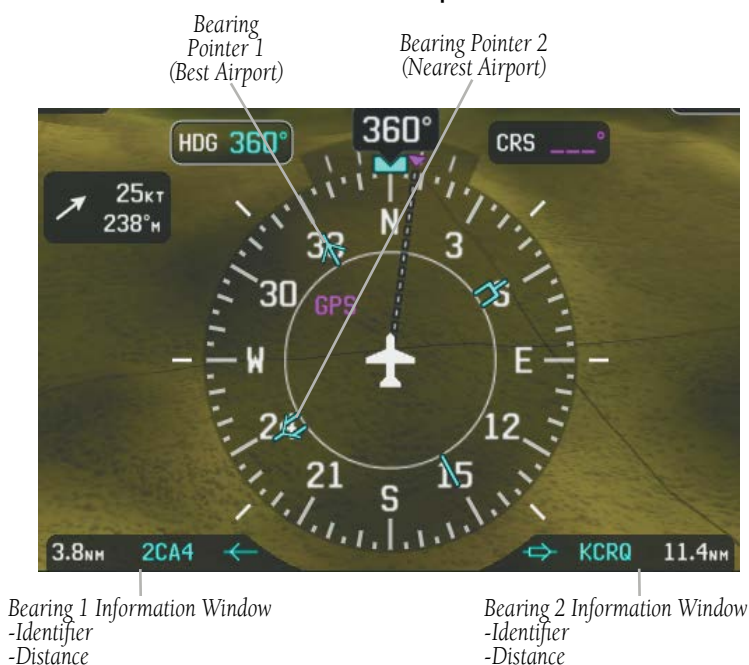 Bearing
Pointer 1
(Best Airport)
Bearing Pointer 2
(Nearest Airport)
HDG 360°
360°
CRS ___°
25KT
238°M
N
33
3
30
6
GPS
W
E
24
12
21
15
S
3.8NM 2CA4
KCRQ 11.4NM
Bearing 1 Information Window
-Identifier
-Distance
Bearing 2 Information Window
-Identifier
-Distance